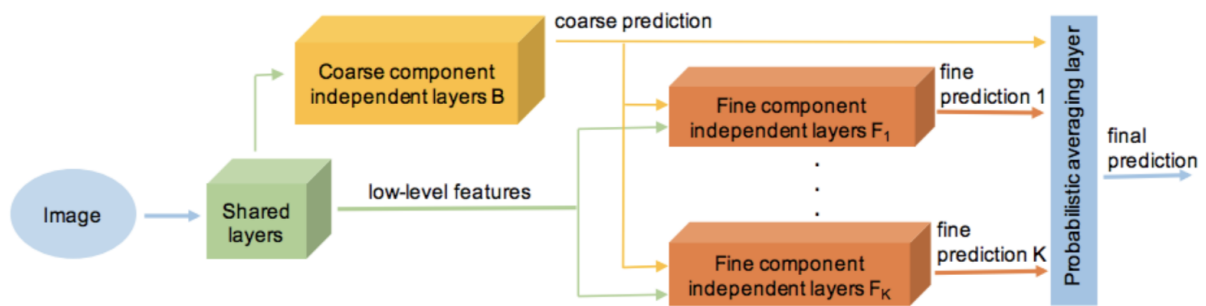 coarse prediction
Coarse component
independent layers B
fine
prediction 1
Fine component
independent layers F₁
Probabilistic averaging layer
final
prediction
low-level features
Image
Shared
layers
.
.
.
fine
prediction K
Fine component
independent layers Fₖ